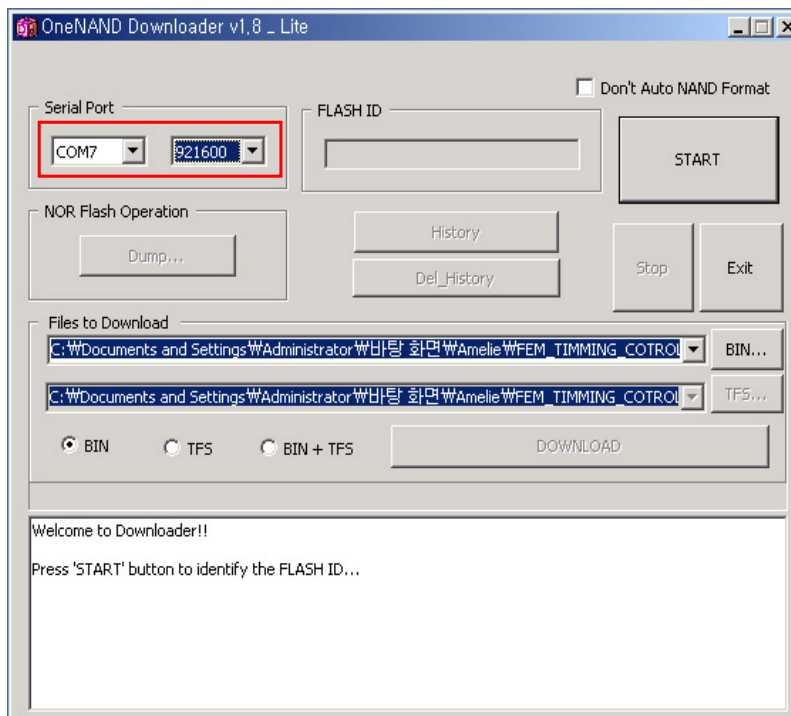 OneNAND Downloader v1,8 _ Lite
Don't Auto NAND Format
Serial Port
COM7
921600
FLASH ID
START
NOR Flash Operation
Dump...
History
Del_History
Stop
Exit
Files to Download
C:₩Documents and Settings₩Administrator₩바탕 화면₩Amelie₩FEM_TIMMING_COTROL
BIN...
C:₩Documents and Settings₩Administrator₩바탕 화면₩Amelie₩FEM_TIMMING_COTROL
TFS...
BIN
TFS
BIN + TFS
DOWNLOAD
Welcome to Downloader!!
Press 'START' button to identify the FLASH ID...